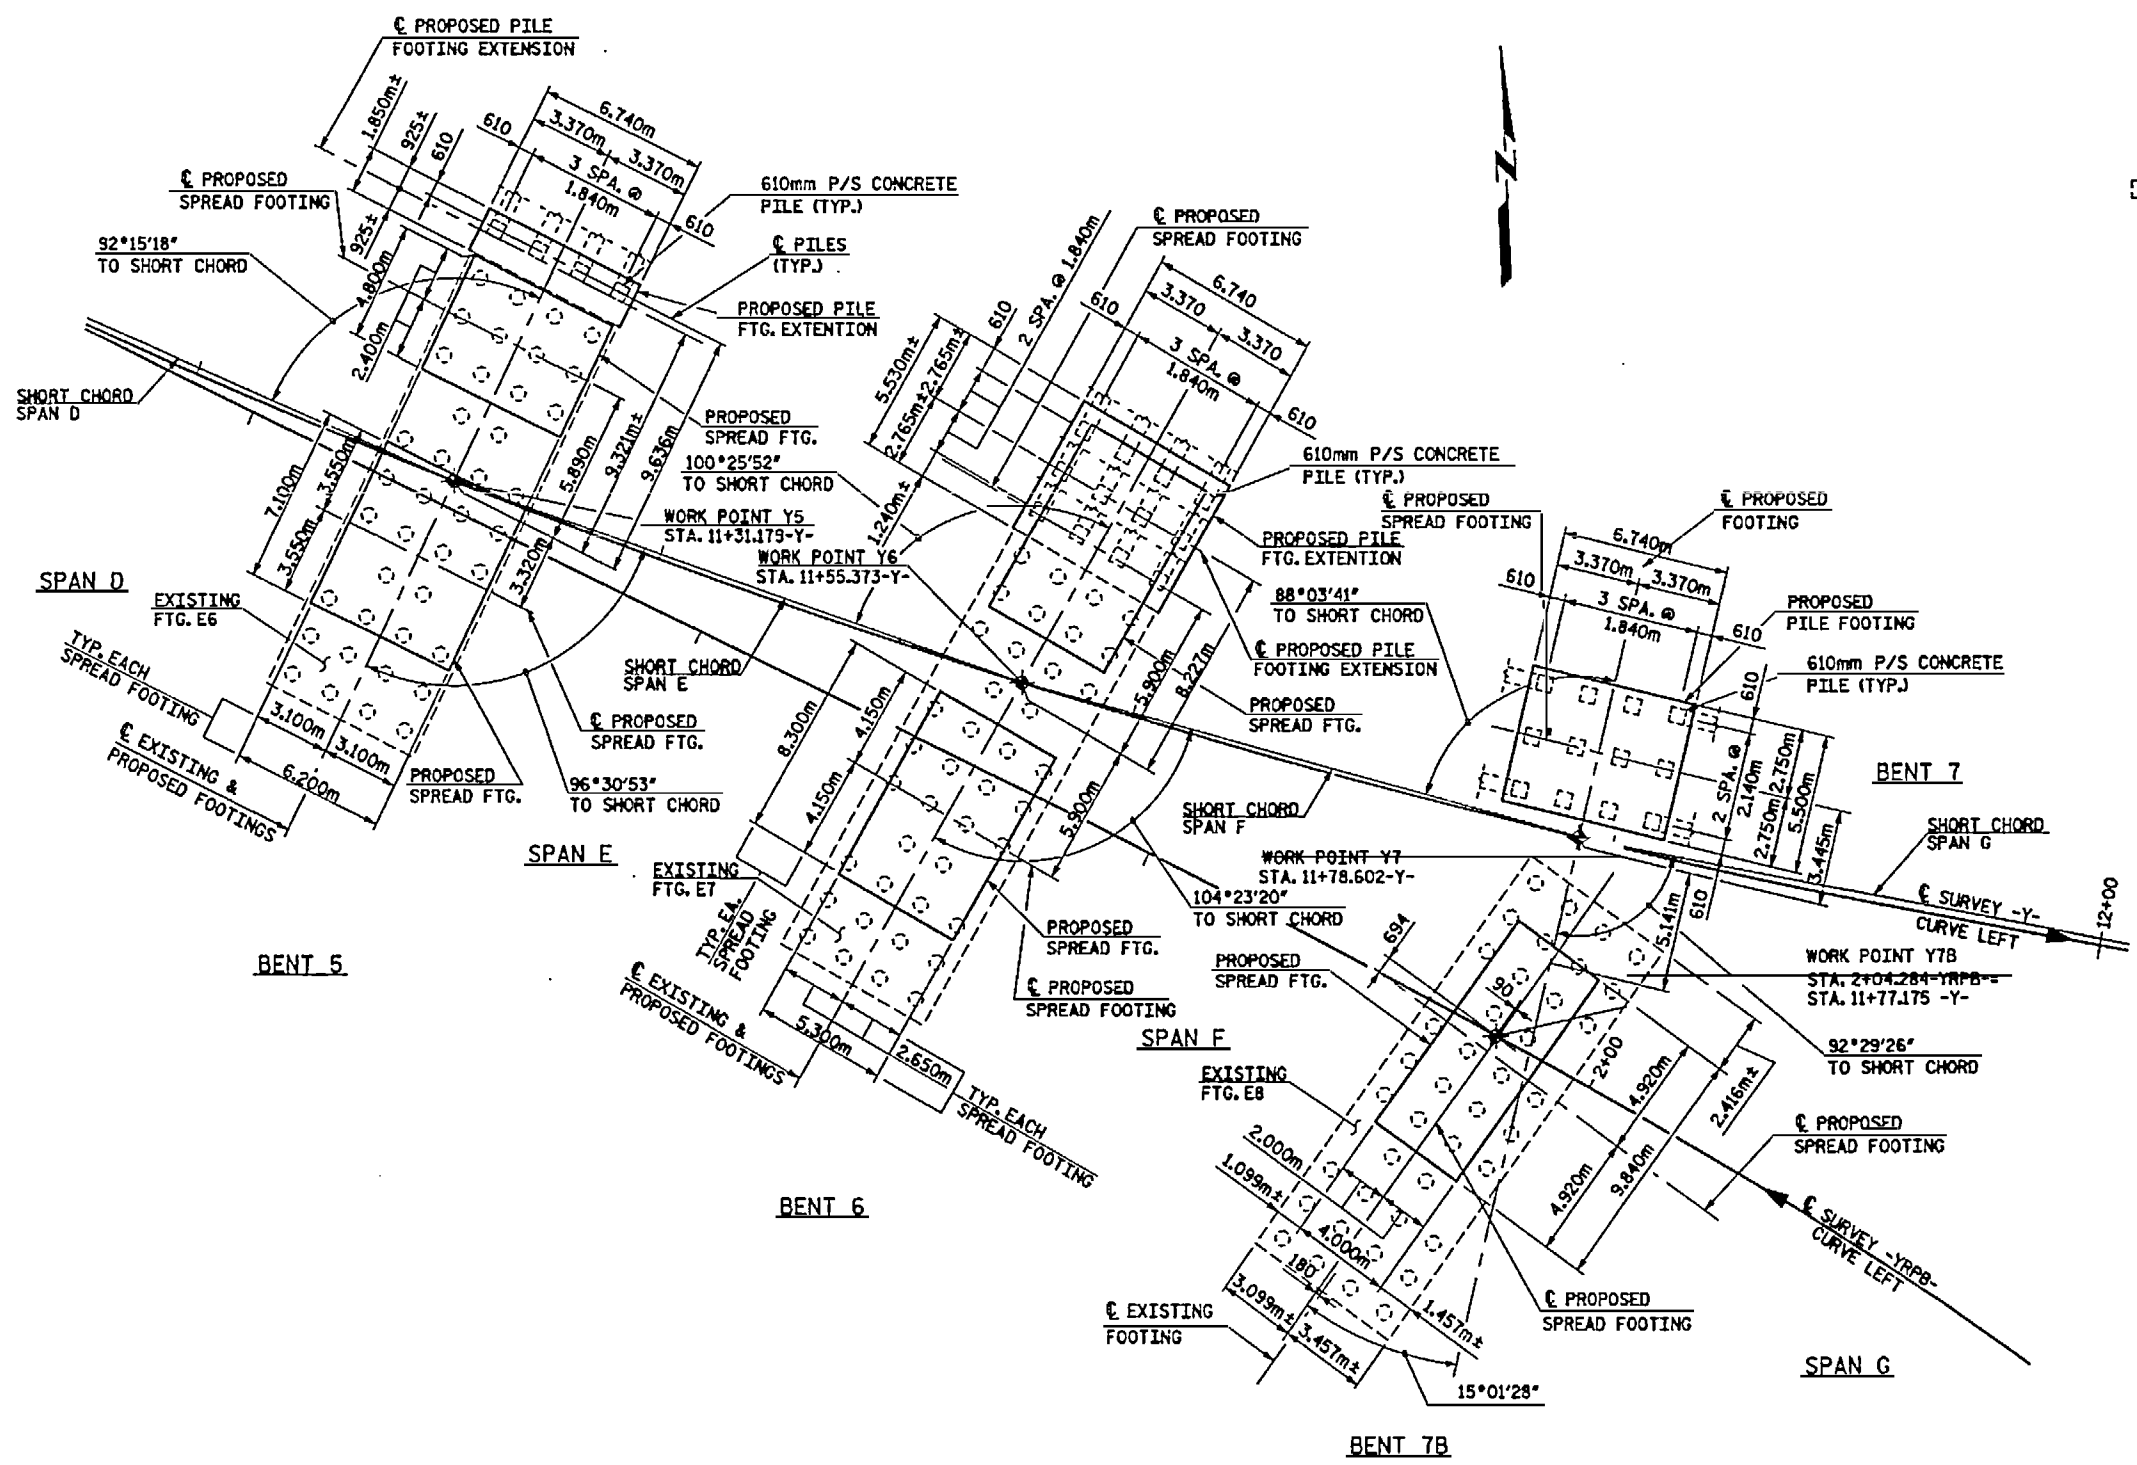 ℄ PROPOSED PILE
FOOTING EXTENSION
1.850m±
925±
610
610
6.740m
3.370m
3.370m
3 SPA. @
1.840m
610
℄ PROPOSED
SPREAD FOOTING
925±
4.800m
2.400m
92°15'18"
TO SHORT CHORD
610mm P/S CONCRETE
PILE (TYP.)
℄ PILES
(TYP.)
PROPOSED PILE
FTG. EXTENTION
SHORT CHORD
SPAN D
PROPOSED
SPREAD FTG.
7.100m
3.550m
3.550m
5.890m
9.321m±
9.636m
3.320m
WORK POINT Y5
STA. 11+31.179-Y-
SPAN D
EXISTING
FTG. E6
TYP. EACH
SPREAD FOOTING
3.100m
3.100m
6.200m
℄ EXISTING &
PROPOSED FOOTINGS
PROPOSED
SPREAD FTG.
℄ PROPOSED
SPREAD FTG.
96°30'53"
TO SHORT CHORD
BENT 5
SHORT CHORD
SPAN E
SPAN E
℄ PROPOSED
SPREAD FOOTING
2 SPA. @ 1.840m
610
5.530m±
2.765m±
2.765m±
1.240m±
610
6.740
3.370
3.370
3 SPA. @
1.840m
610
100°25'52"
TO SHORT CHORD
WORK POINT Y6
STA. 11+55.373-Y-
610mm P/S CONCRETE
PILE (TYP.)
PROPOSED PILE
FTG. EXTENTION
℄ PROPOSED PILE
FOOTING EXTENSION
PROPOSED
SPREAD FTG.
5.900m
8.227m
5.900m
8.300m
4.150m
4.150m
EXISTING
FTG. E7
TYP. EA.
SPREAD
FOOTING
℄ EXISTING &
PROPOSED FOOTINGS
5.300m
2.650m
TYP. EACH
SPREAD FOOTING
PROPOSED
SPREAD FTG.
℄ PROPOSED
SPREAD FOOTING
104°23'20"
TO SHORT CHORD
BENT 6
SHORT CHORD
SPAN F
SPAN F
N
℄ PROPOSED
SPREAD FOOTING
℄ PROPOSED
FOOTING
6.740m
3.370m
3.370m
610
3 SPA. @
1.840m
610
88°03'41"
TO SHORT CHORD
PROPOSED
PILE FOOTING
610mm P/S CONCRETE
PILE (TYP.)
610
2 SPA. @
2.140m
2.750m
2.750m
5.500m
3.445m
610
BENT 7
SHORT CHORD
SPAN G
℄ SURVEY -Y-
CURVE LEFT
12+00
WORK POINT Y7
STA. 11+78.602-Y-
5.141m
WORK POINT Y7B
STA. 2+04.284-YRPB-=
STA. 11+77.175 -Y-
92°29'26"
TO SHORT CHORD
694
90
PROPOSED
SPREAD FTG.
2+00
4.920m
4.920m
9.840m
2.416m±
℄ PROPOSED
SPREAD FOOTING
EXISTING
FTG. E8
2.000m
1.099m±
4.000m
180
3.099m±
3.457m±
1.457m±
℄ EXISTING
FOOTING
℄ PROPOSED
SPREAD FOOTING
15°01'28"
℄ SURVEY -YRPB-
CURVE LEFT
SPAN G
BENT 7B